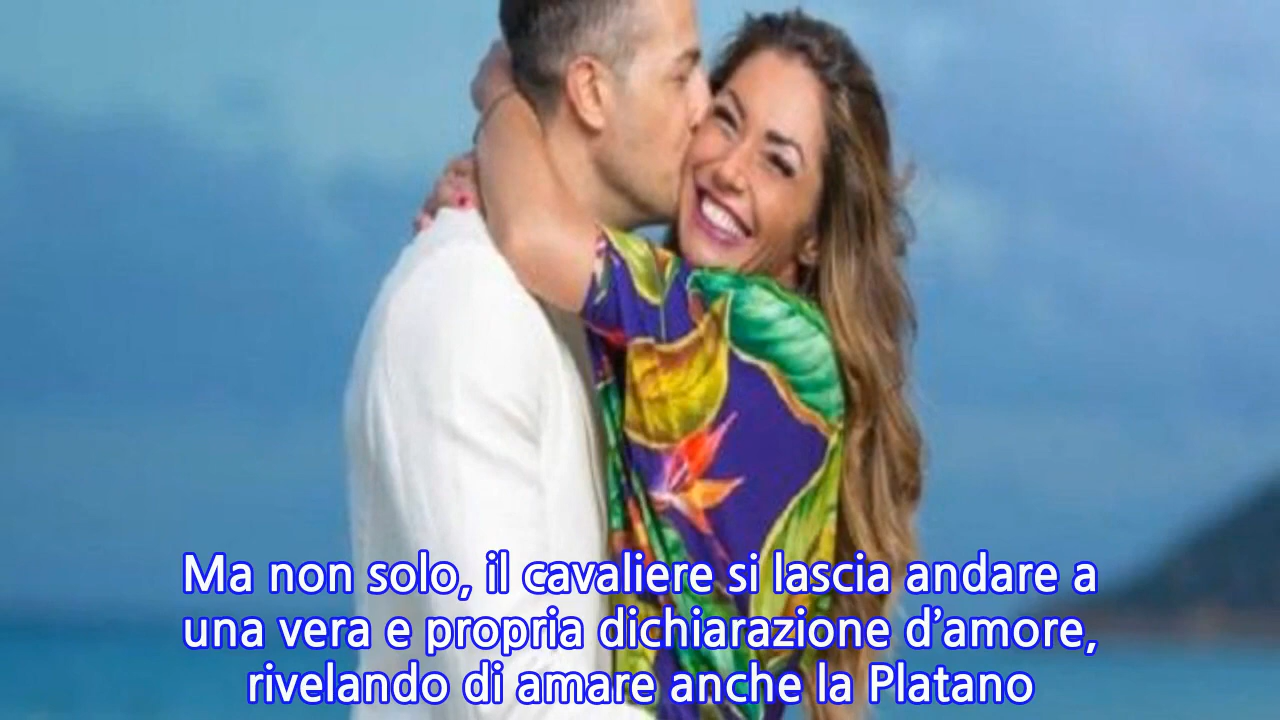 Ma non solo, il cavaliere si lascia andare a
una vera e propria dichiarazione d’amore,
rivelando di amare anche la Platano